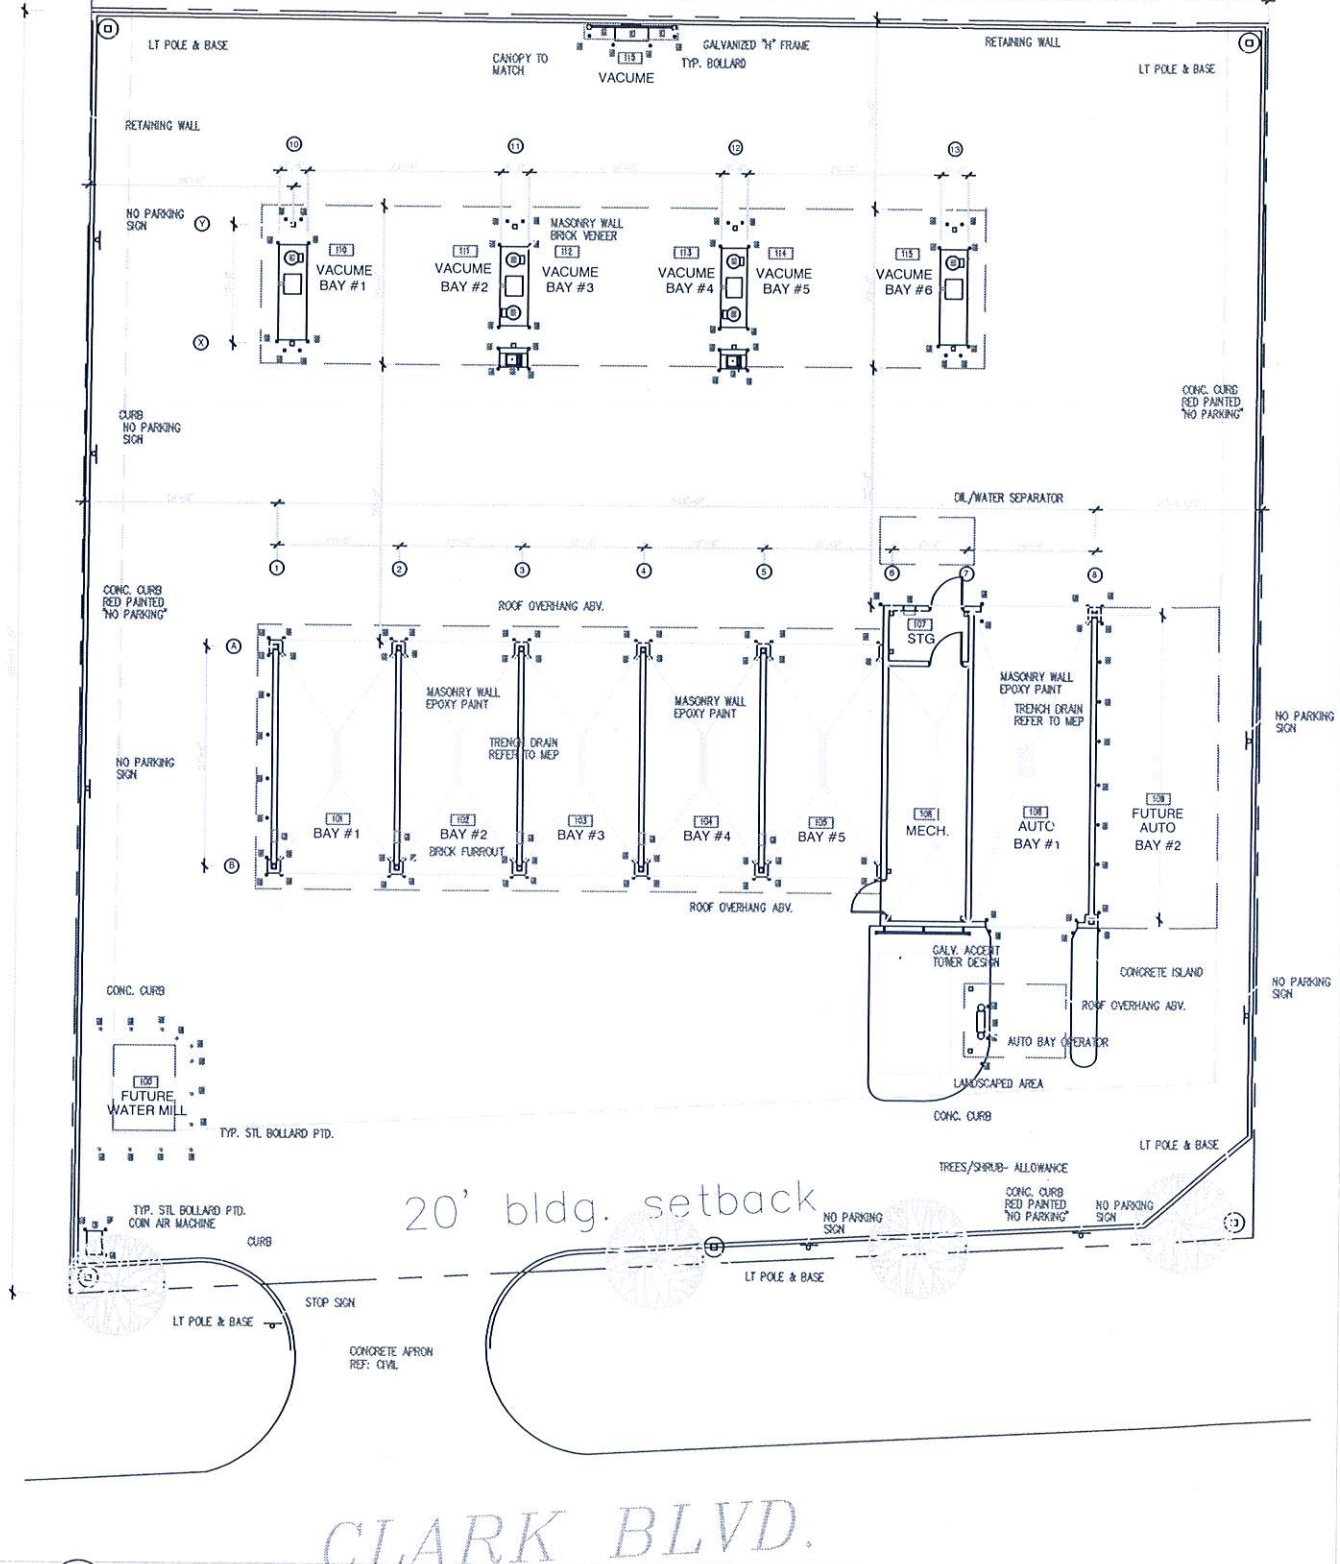 LT POLE & BASE
CANOPY TO
MATCH
115
VACUME
GALVANIZED "H" FRAME
TYP. BOLLARD
RETAINING WALL
LT POLE & BASE
RETAINING WALL
10
11
12
13
NO PARKING
SIGN
Y
X
110
VACUME
BAY #1
111
VACUME
BAY #2
MASONRY WALL
BRICK VENEER
112
VACUME
BAY #3
113
VACUME
BAY #4
114
VACUME
BAY #5
115
VACUME
BAY #6
CURB
NO PARKING
SIGN
CONC. CURB
RED PAINTED
"NO PARKING"
OIL/WATER SEPARATOR
1
2
3
4
5
6
7
8
CONC. CURB
RED PAINTED
"NO PARKING"
ROOF OVERHANG ABV.
A
B
107
STG
MASONRY WALL
EPOXY PAINT
MASONRY WALL
EPOXY PAINT
MASONRY WALL
EPOXY PAINT
TRENCH DRAIN
REFER TO MEP
TRENCH DRAIN
REFER TO MEP
NO PARKING
SIGN
NO PARKING
SIGN
101
BAY #1
102
BAY #2
BRICK FURROUT
103
BAY #3
104
BAY #4
105
BAY #5
106
MECH.
108
AUTO
BAY #1
109
FUTURE
AUTO
BAY #2
ROOF OVERHANG ABV.
GALV. ACCENT
TOWER DESIGN
CONCRETE ISLAND
NO PARKING
SIGN
CONC. CURB
ROOF OVERHANG ABV.
AUTO BAY OPERATOR
LANDSCAPED AREA
CONC. CURB
100
FUTURE
WATER MILL
TYP. STL BOLLARD PTD.
LT POLE & BASE
TREES/SHRUB- ALLOWANCE
CONC. CURB
RED PAINTED
"NO PARKING"
NO PARKING
SIGN
20' bldg. setback
NO PARKING
SIGN
TYP. STL BOLLARD PTD.
COIN AIR MACHINE
CURB
LT POLE & BASE
STOP SIGN
LT POLE & BASE
CONCRETE APRON
REF: CIVIL
CLARK BLVD.